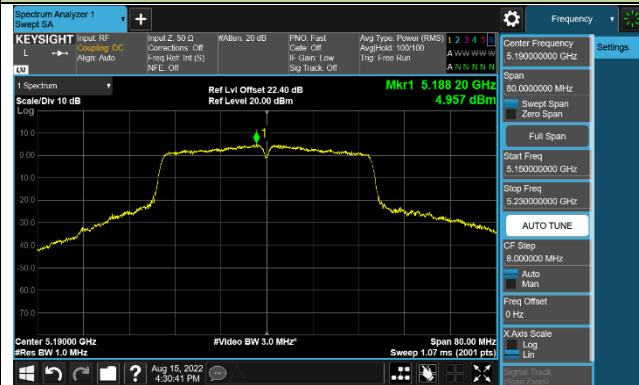 Spectrum Analyzer 1
Swept SA
+
Frequency
KEYSIGHT
L
Input: RF
Coupling: DC
Align: Auto
Input Z: 50 Ω
Corrections: Off
Freq Ref: Int (S)
NFE: Off
#Atten: 20 dB
PNO: Fast
Gate: Off
IF Gain: Low
Sig Track: Off
Avg Type: Power (RMS)
Avg|Hold: 100/100
Trig: Free Run
1 2 3 4 5 6
A W W W W W
A N N N N N
1 Spectrum
Scale/Div 10 dB
Log
Ref Lvl Offset 22.40 dB
Ref Level 20.00 dBm
Mkr1 5.188 20 GHz
4.957 dBm
1
10.0
0.00
-10.0
-20.0
-30.0
-40.0
-50.0
-60.0
-70.0
Center 5.19000 GHz
#Res BW 1.0 MHz
#Video BW 3.0 MHz*
Span 80.00 MHz
Sweep 1.07 ms (2001 pts)
Center Frequency
5.190000000 GHz
Settings
Span
80.0000000 MHz
Swept Span
Zero Span
Full Span
Start Freq
5.150000000 GHz
Stop Freq
5.230000000 GHz
AUTO TUNE
CF Step
8.000000 MHz
Auto
Man
Freq Offset
0 Hz
X Axis Scale
Log
Lin
Signal Track
(Span Zoom)
?
Aug 15, 2022
4:30:41 PM